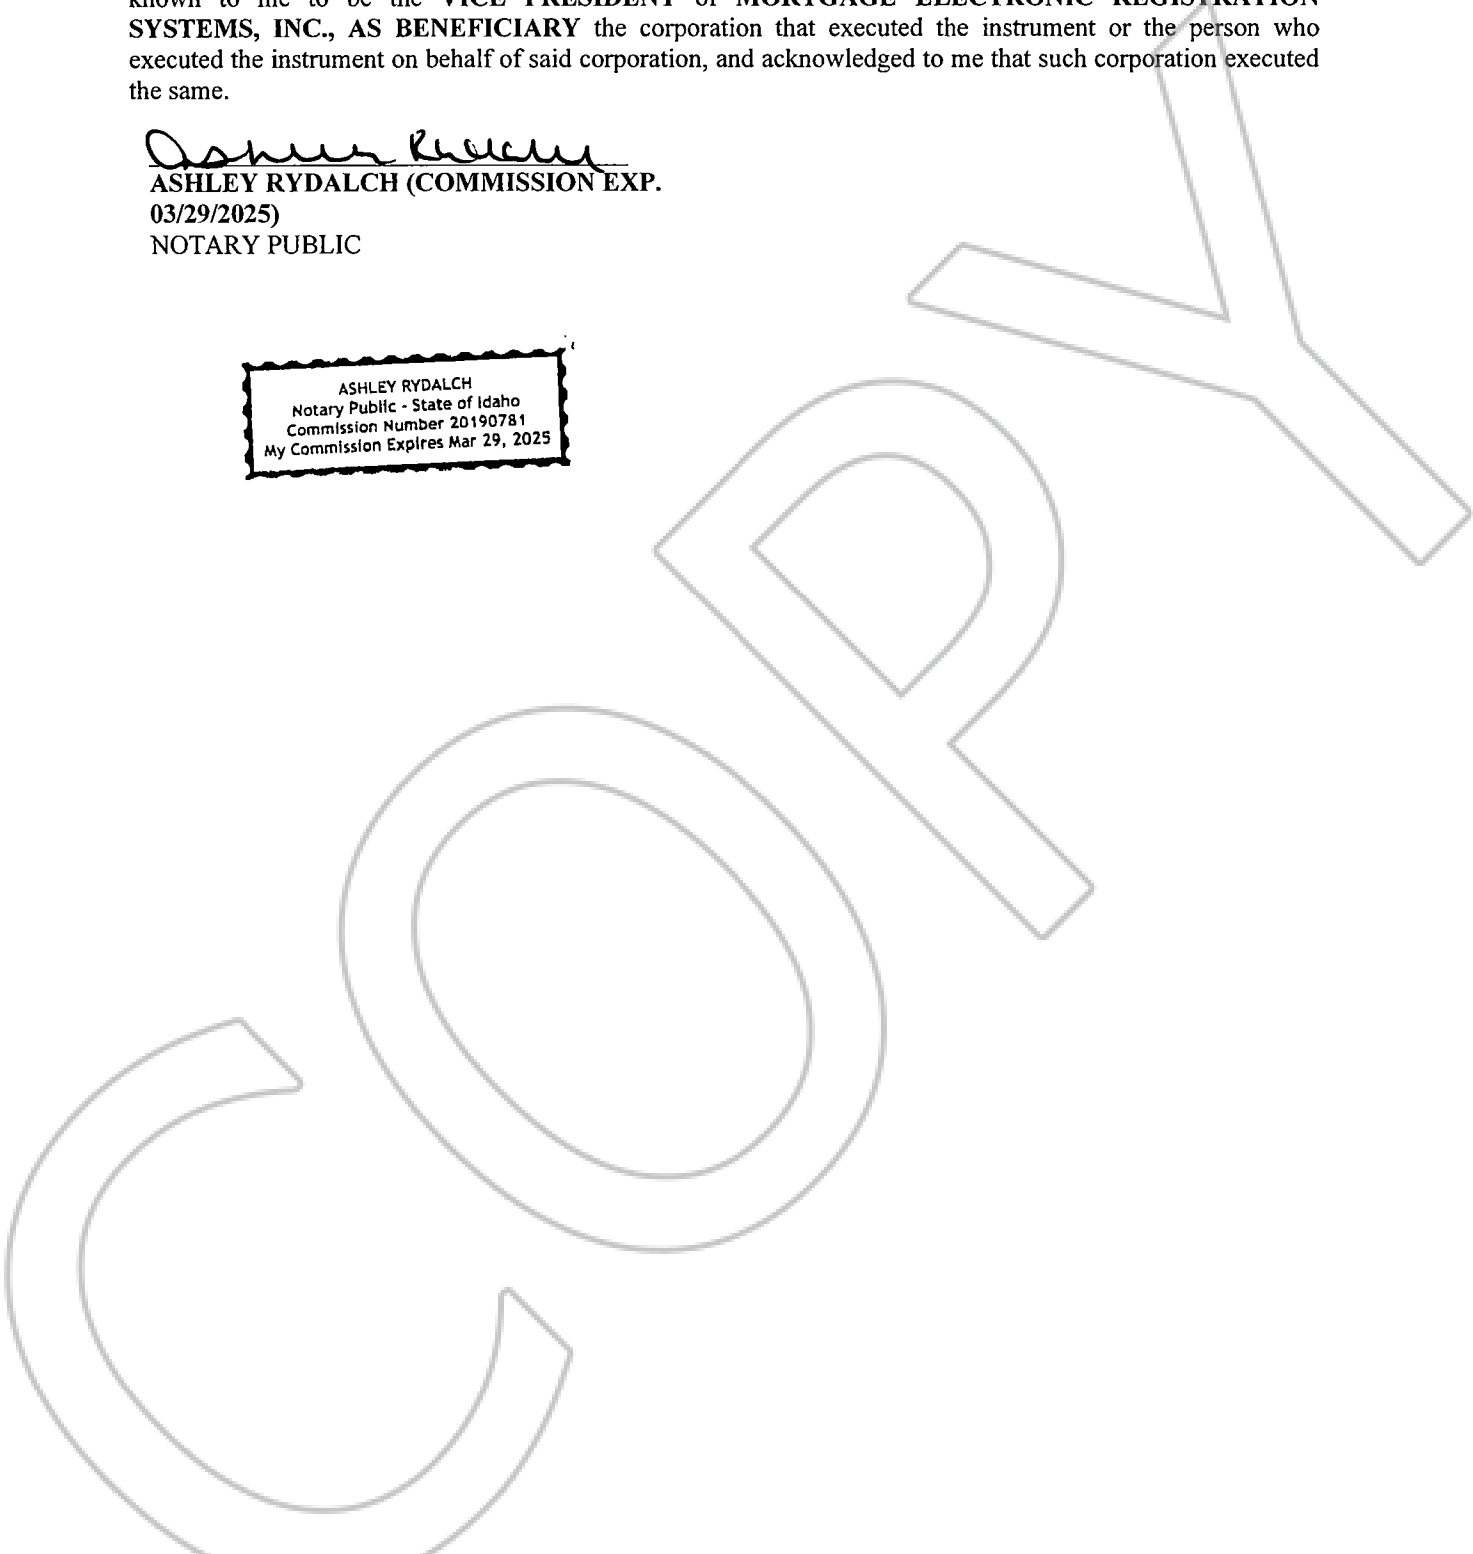 known to me to be the VICE PRESIDENT of MORTGAGE ELECTRONIC REGISTRATION
SYSTEMS, INC., AS BENEFICIARY the corporation that executed the instrument or the person who
executed the instrument on behalf of said corporation, and acknowledged to me that such corporation executed
the same.
Ashley Rydalch
ASHLEY RYDALCH (COMMISSION EXP.
03/29/2025)
NOTARY PUBLIC
ASHLEY RYDALCH
Notary Public - State of Idaho
Commission Number 20190781
My Commission Expires Mar 29, 2025
COPY